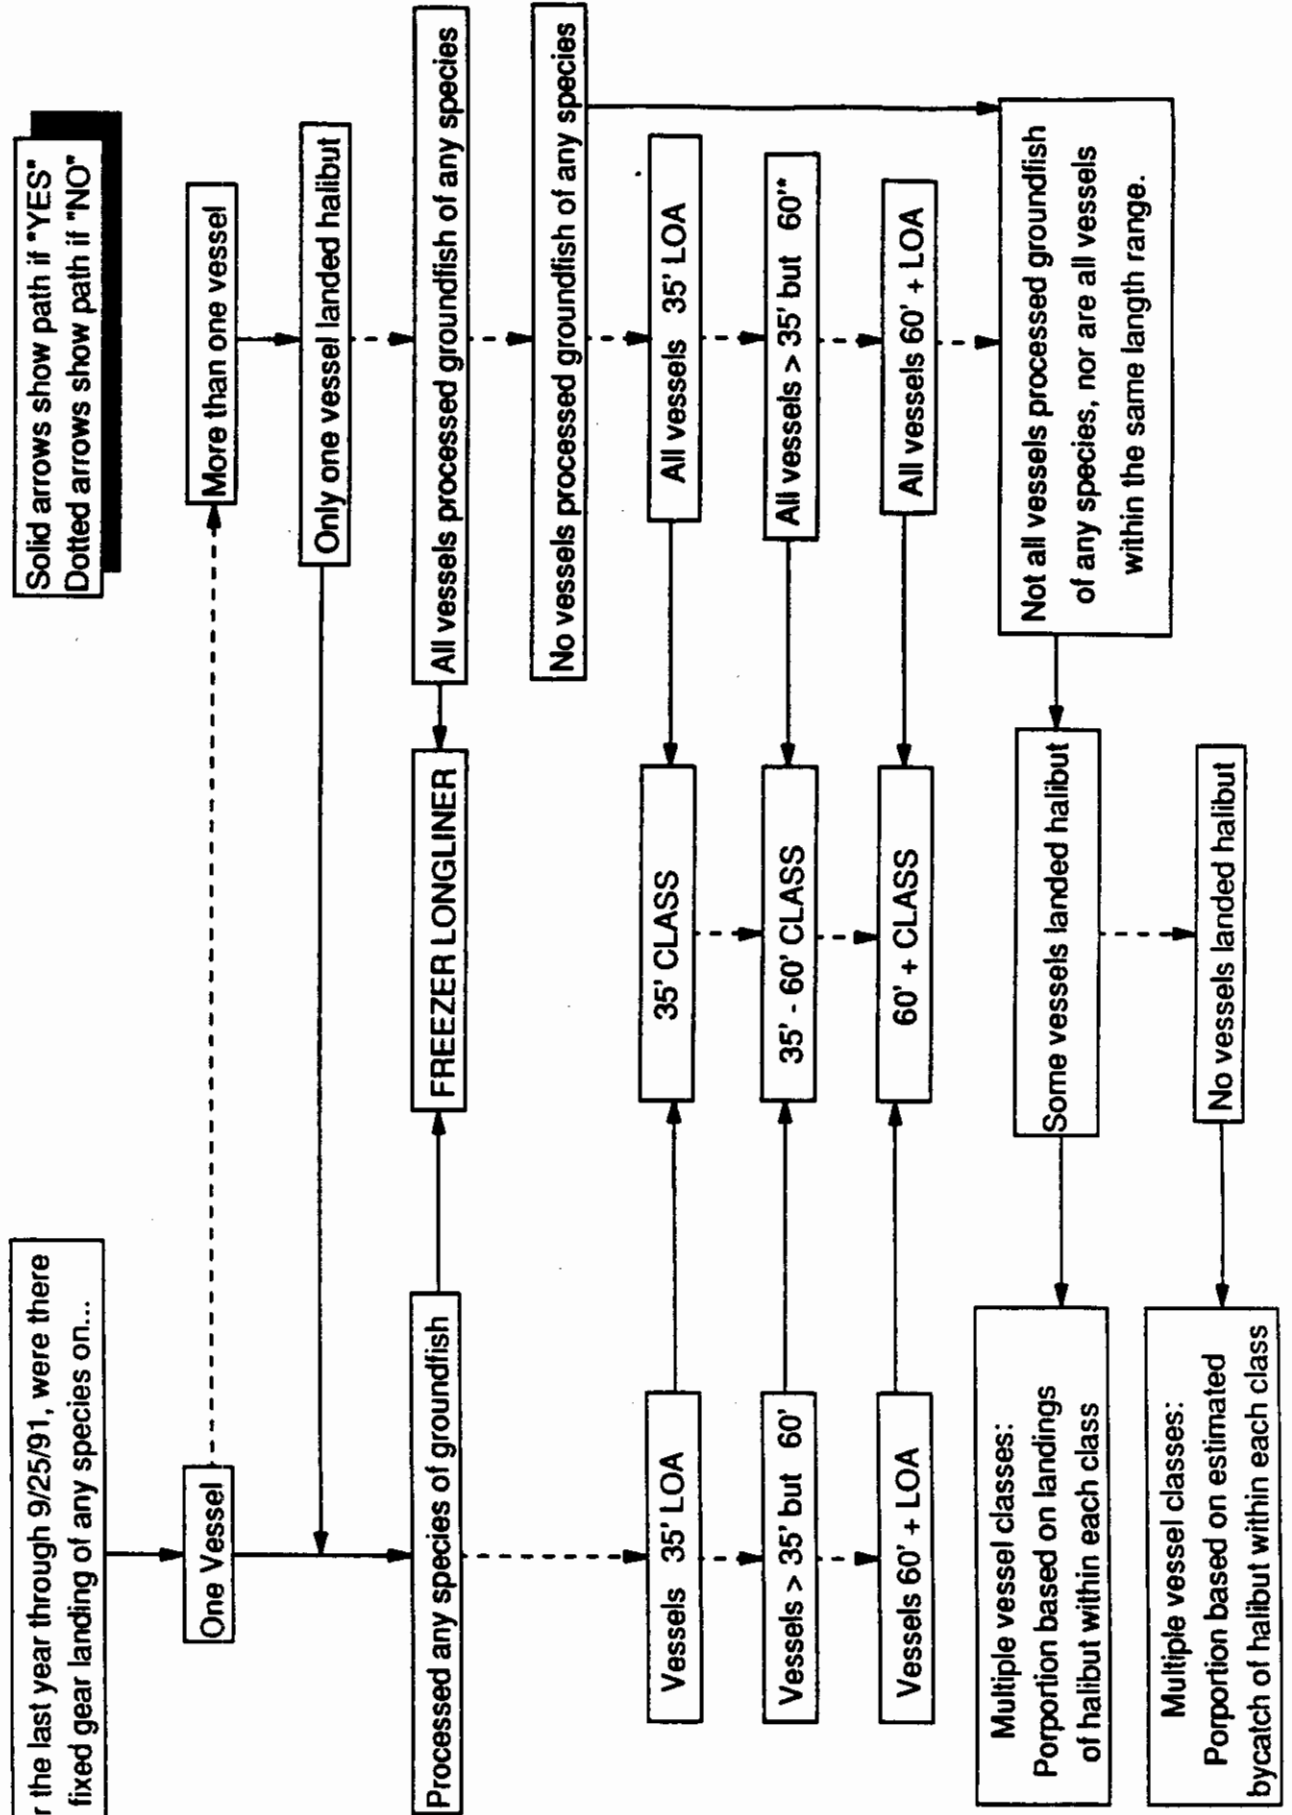 Solid arrows show path if "YES"
Dotted arrows show path if "NO"
r the last year through 9/25/91, were there
fixed gear landing of any species on...
One Vessel
More than one vessel
Only one vessel landed halibut
Processed any species of groundfish
FREEZER LONGLINER
All vessels processed groundfish of any species
No vessels processed groundfish of any species
Vessels 35' LOA
35' CLASS
All vessels 35' LOA
Vessels > 35' but 60'
35' - 60' CLASS
All vessels > 35' but 60'"
Vessels 60' + LOA
60' + CLASS
All vessels 60' + LOA
Multiple vessel classes:
Porportion based on landings
of halibut within each class
Some vessels landed halibut
Not all vessels processed groundfish
of any species, nor are all vessels
within the same langth range.
Multiple vessel classes:
Porportion based on estimated
bycatch of halibut within each class
No vessels landed halibut